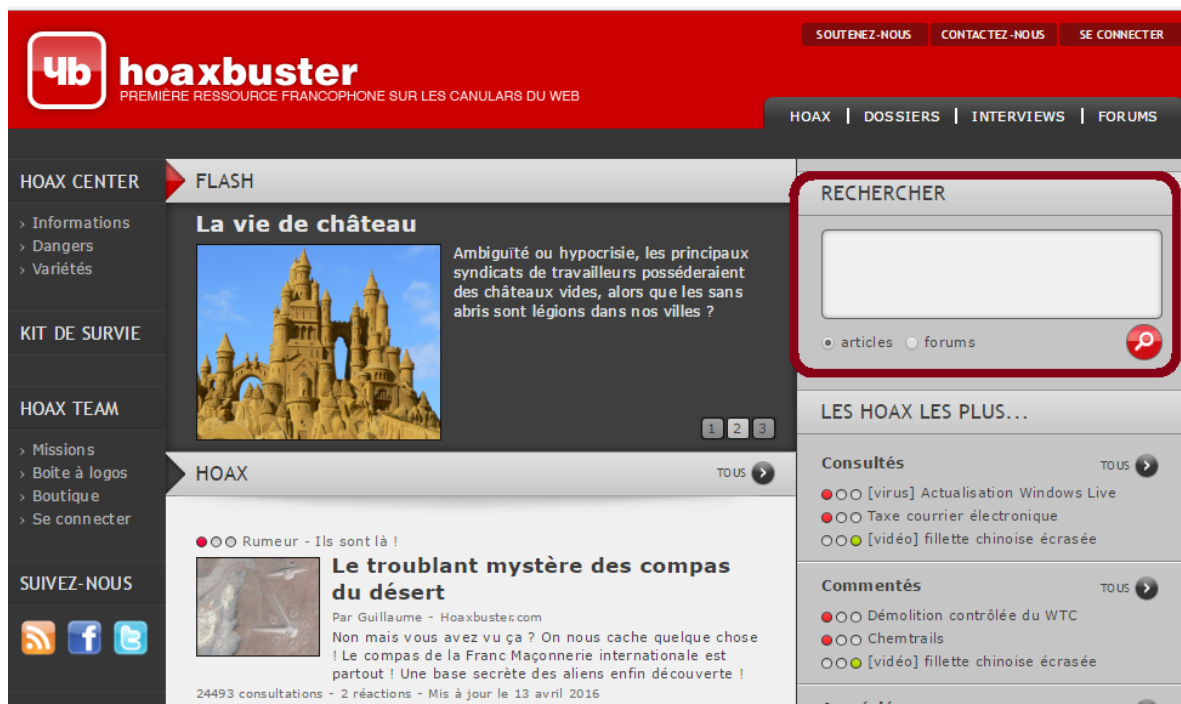 SOUTENEZ-NOUS CONTACTEZ-NOUS SE CONNECTER
hb
hoaxbuster
PREMIÈRE RESSOURCE FRANCOPHONE SUR LES CANULARS DU WEB
HOAX | DOSSIERS | INTERVIEWS | FORUMS
HOAX CENTER
› Informations
› Dangers
› Variétés
KIT DE SURVIE
HOAX TEAM
› Missions
› Boite à logos
› Boutique
› Se connecter
SUIVEZ-NOUS
FLASH
La vie de château
Ambiguïté ou hypocrisie, les principaux
syndicats de travailleurs posséderaient
des châteaux vides, alors que les sans
abris sont légions dans nos villes ?
1 2 3
HOAX TOUS
Rumeur - Ils sont là !
Le troublant mystère des compas
du désert
Par Guillaume - Hoaxbuster.com
Non mais vous avez vu ça ? On nous cache quelque chose
! Le compas de la Franc Maçonnerie internationale est
partout ! Une base secrète des aliens enfin découverte !
24493 consultations - 2 réactions - Mis à jour le 13 avril 2016
RECHERCHER
articles forums
LES HOAX LES PLUS...
Consultés TOUS
[virus] Actualisation Windows Live
Taxe courrier électronique
[vidéo] fillette chinoise écrasée
Commentés TOUS
Démolition contrôlée du WTC
Chemtrails
[vidéo] fillette chinoise écrasée